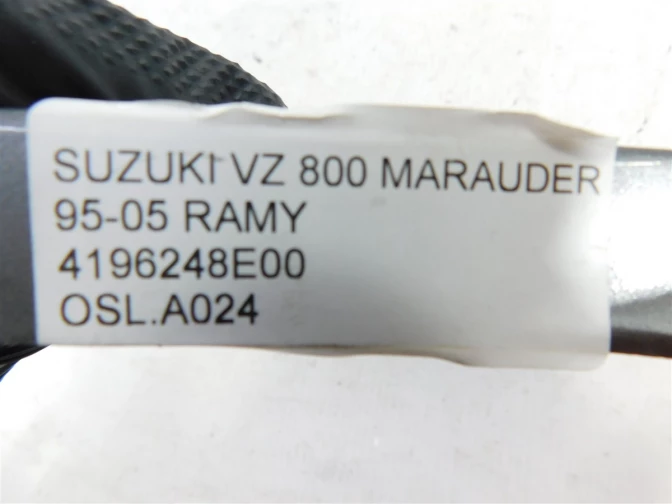 SUZUKI VZ 800 MARAUDER
95-05 RAMY
4196248E00
OSL.A024